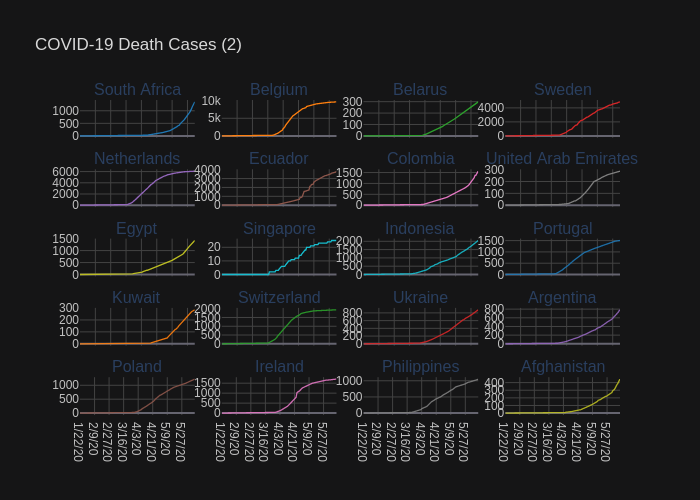 COVID-19 Death Cases (2)
South Africa Belgium Belarus Sweden
1000 500 0 10k 5k 0 300 200 100 0 4000 2000 0
Netherlands Ecuador Colombia United Arab Emirates
6000 4000 2000 0 4000 3000 2000 1000 0 1500 1000 500 0 300 200 100 0
Egypt Singapore Indonesia Portugal
1500 1000 500 0 20 10 0 2000 1500 1000 500 0 1500 1000 500 0
Kuwait Switzerland Ukraine Argentina
300 200 100 0 2000 1500 1000 500 0 800 600 400 200 0 800 600 400 200 0
Poland Ireland Philippines Afghanistan
1000 500 0 1500 1000 500 0 1000 500 0 400 300 200 100 0
1/22/20 2/9/20 2/27/20 3/16/20 4/3/20 4/21/20 5/9/20 5/27/20 1/22/20 2/9/20 2/27/20 3/16/20 4/3/20 4/21/20 5/9/20 5/27/20 1/22/20 2/9/20 2/27/20 3/16/20 4/3/20 4/21/20 5/9/20 5/27/20 1/22/20 2/9/20 2/27/20 3/16/20 4/3/20 4/21/20 5/9/20 5/27/20